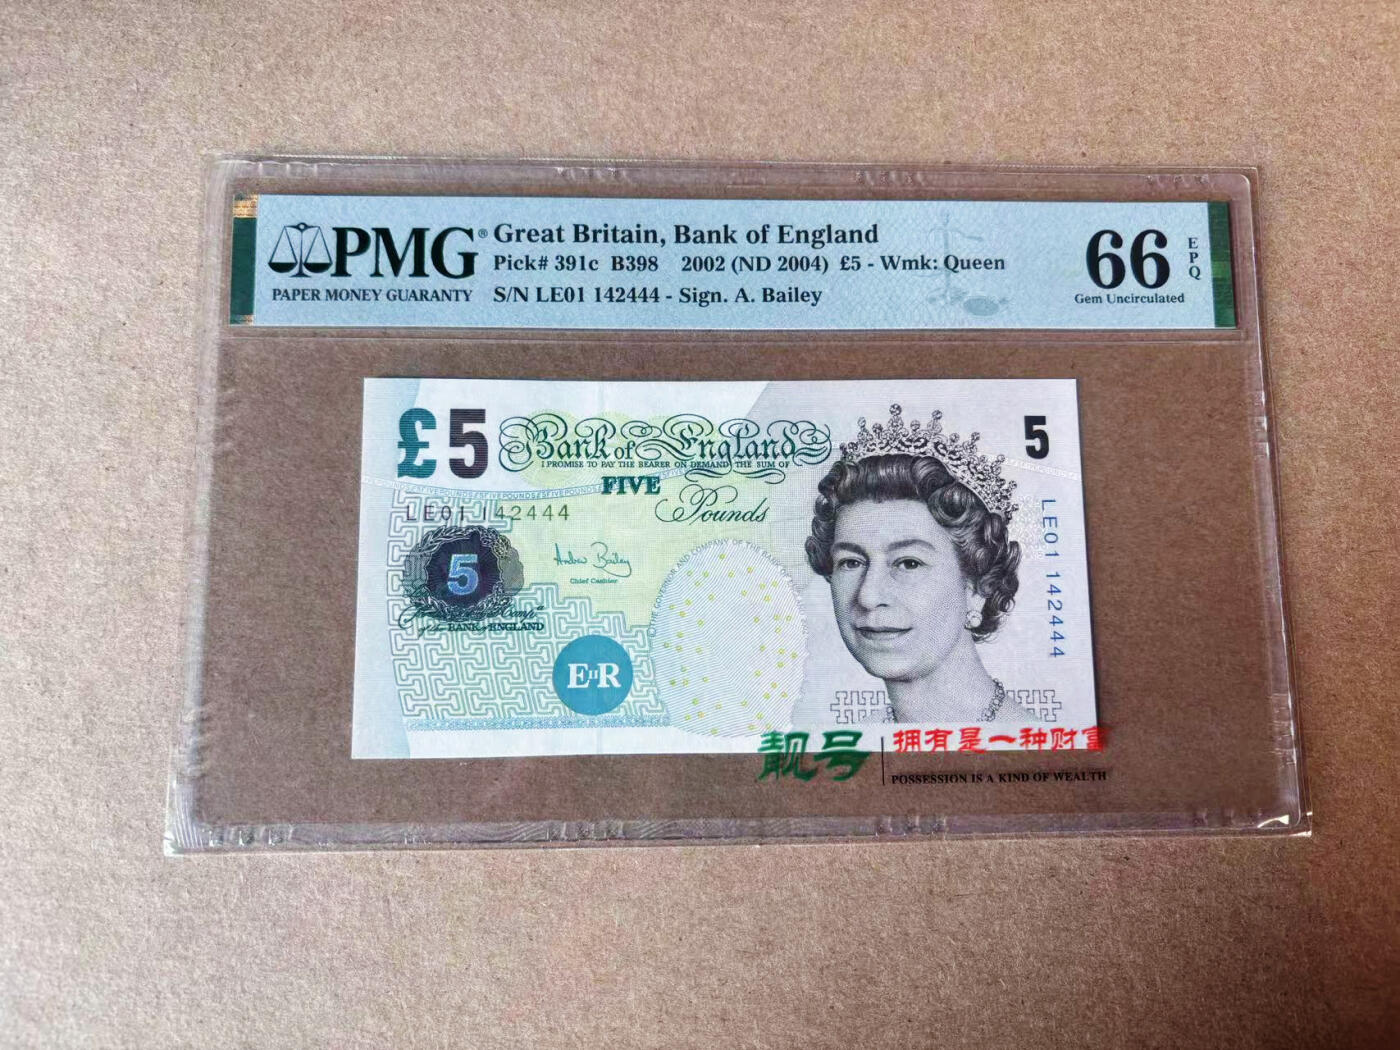 PMG®
PAPER MONEY GUARANTY
Great Britain, Bank of England
Pick# 391c B398 2002 (ND 2004) £5 - Wmk: Queen
S/N LE01 142444 - Sign. A. Bailey
66
EPQ
Gem Uncirculated
£5
Bank of England
5
I PROMISE TO PAY THE BEARER ON DEMAND THE SUM OF
FIVE
Pounds
LE01 142444
LE01 142444
Andrew Bailey
Chief Cashier
5
of the BANK of ENGLAND
EIIR
靓号
拥有是一种财富
POSSESSION IS A KIND OF WEALTH